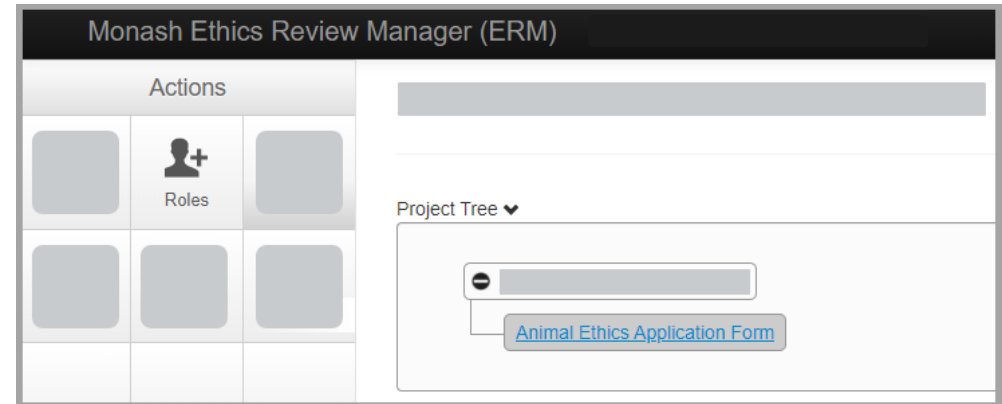 Monash Ethics Review Manager (ERM)
Actions
Roles
Project Tree
Animal Ethics Application Form